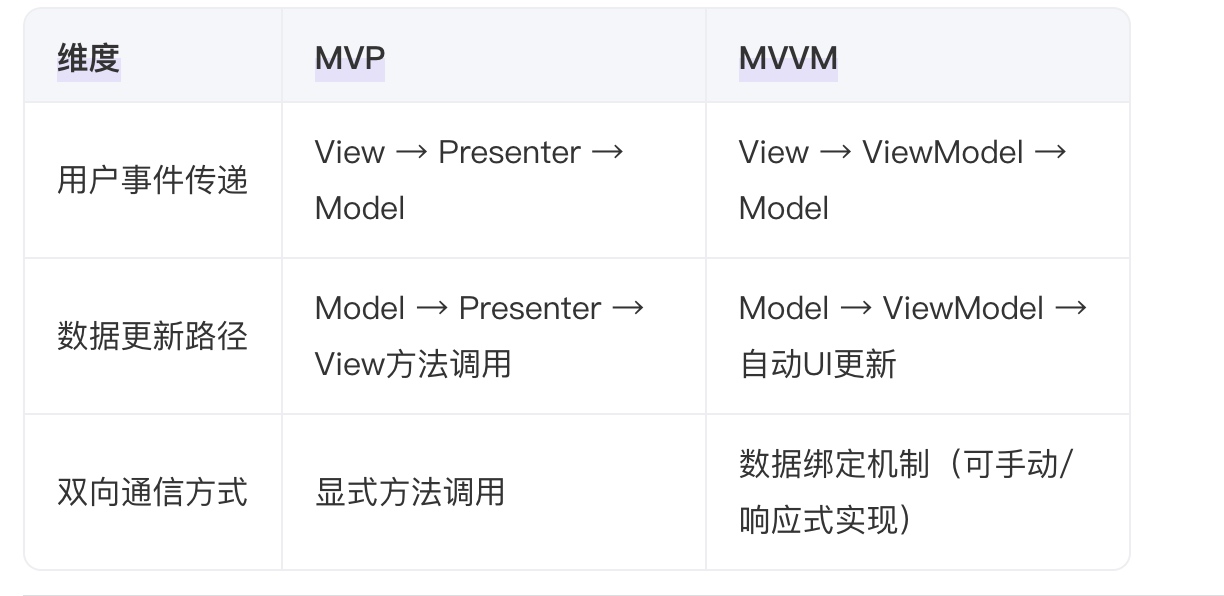 维度 MVP MVVM
用户事件传递
View → Presenter →
Model
View → ViewModel →
Model
数据更新路径
Model → Presenter →
View方法调用
Model → ViewModel →
自动UI更新
双向通信方式
显式方法调用
数据绑定机制（可手动/
响应式实现）